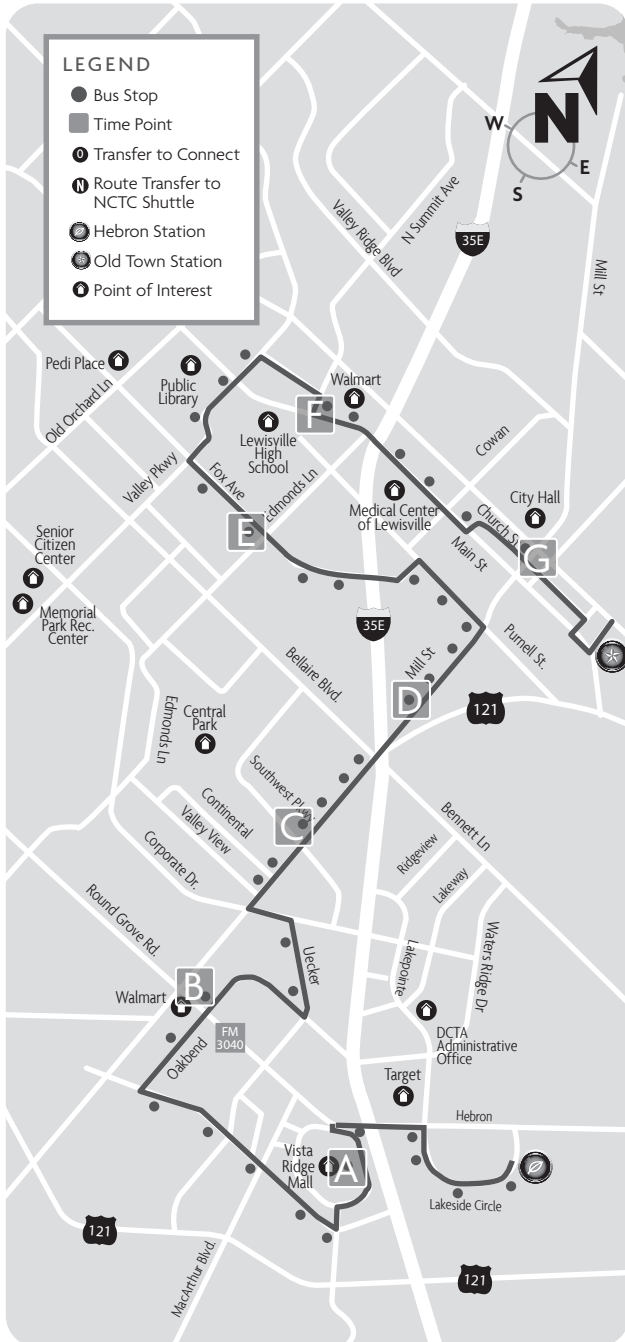 LEGEND
Bus Stop
Time Point
O Transfer to Connect
N Route Transfer to
NCTC Shuttle
Hebron Station
Old Town Station
Point of Interest
N
W
E
S
N Summit Ave
Valley Ridge Blvd
35E
Mill St
Pedi Place
Public
Library
Walmart
Old Orchard Ln
F
Lewisville
High
School
Cowan
Valley Pkwy
Fox Ave
Edmonds Ln
Medical Center
of Lewisville
City Hall
Church St
Main St
E
G
Senior
Citizen
Center
Memorial
Park Rec.
Center
35E
Purnell St.
Bellaire Blvd.
Mill St
D
121
Edmonds Ln
Central
Park
Southwest Pkwy
C
Continental
Valley View
Corporate Dr.
Bennett Ln
Ridgeview
Lakeway
Round Grove Rd.
Uecker
Lakepointe
Waters Ridge Dr
B
Walmart
Oakbend
FM
3040
DCTA
Administrative
Office
Target
Hebron
Vista
Ridge
Mall
A
Lakeside Circle
121
MacArthur Blvd.
121